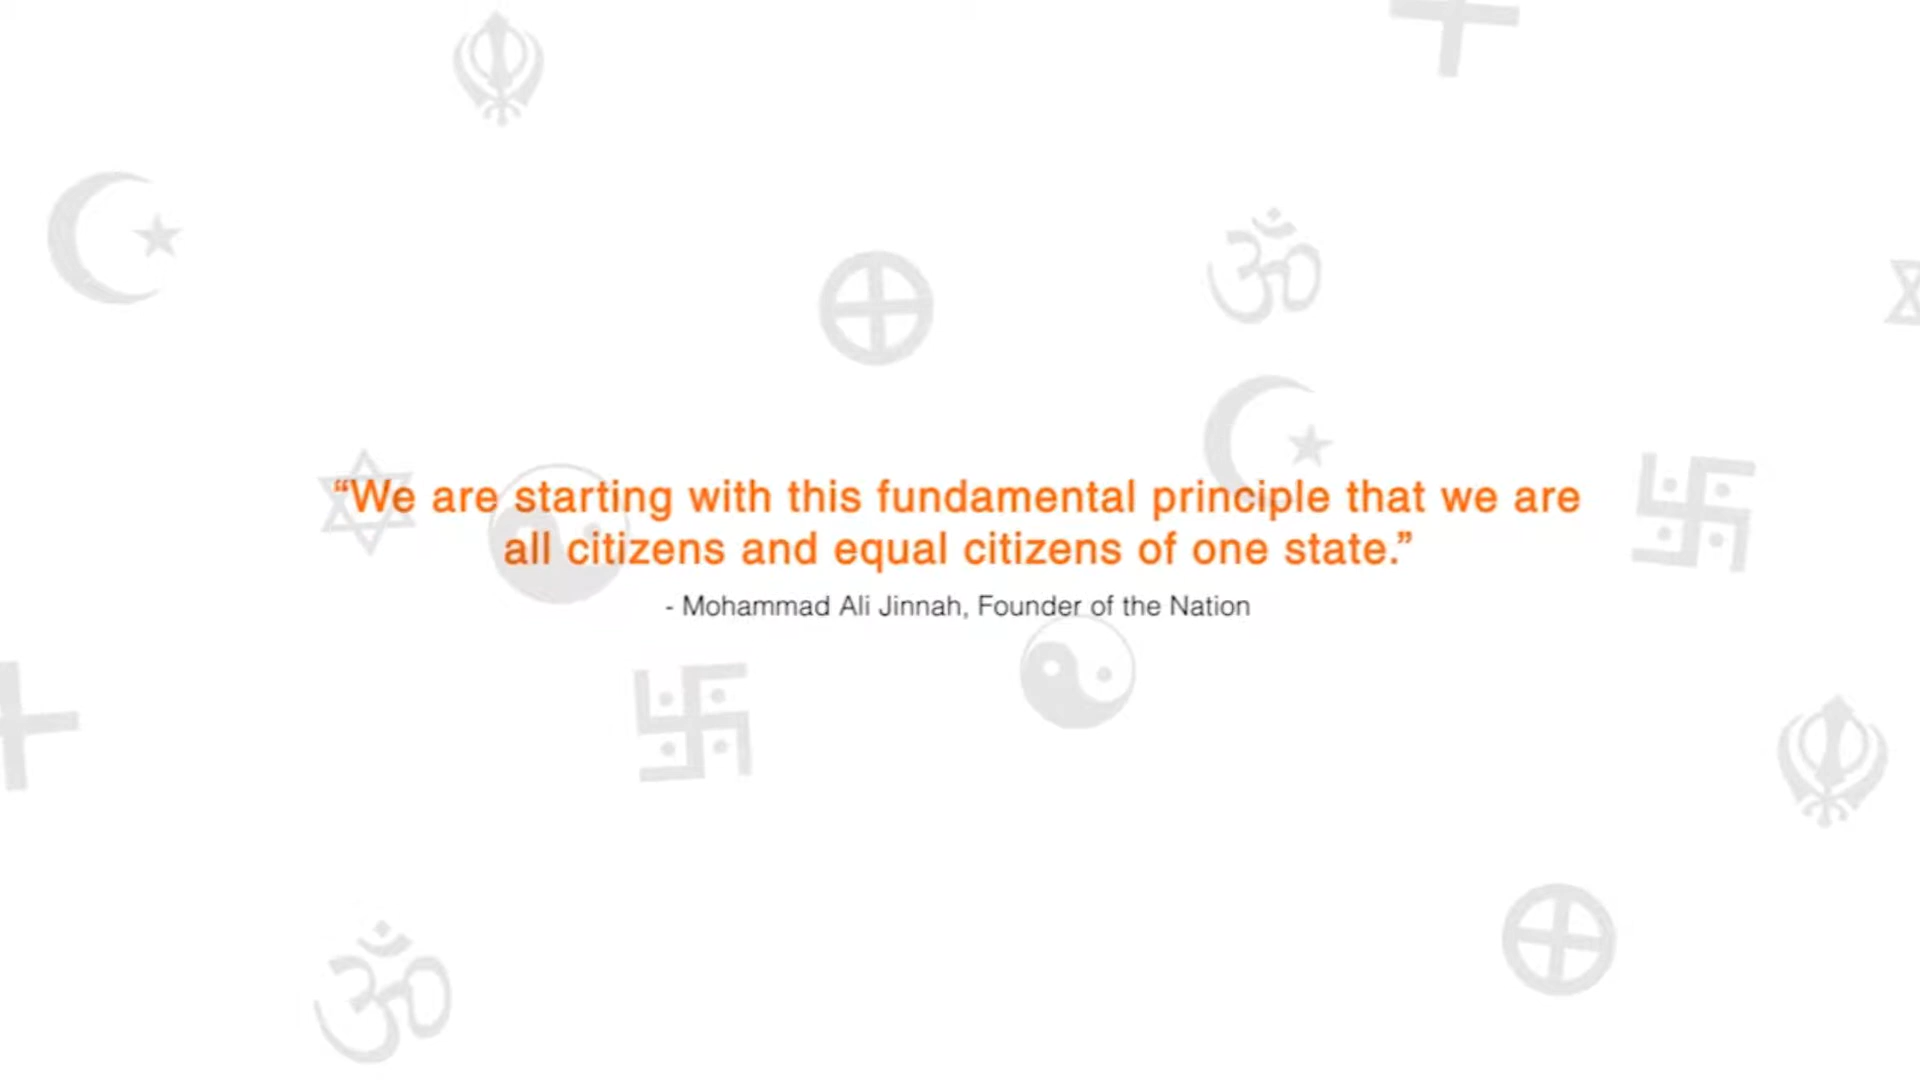 “We are starting with this fundamental principle that we are
all citizens and equal citizens of one state.”
- Mohammad Ali Jinnah, Founder of the Nation